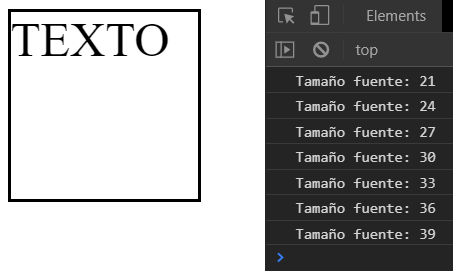 TEXTO
Elements
top
Tamaño fuente: 21
Tamaño fuente: 24
Tamaño fuente: 27
Tamaño fuente: 30
Tamaño fuente: 33
Tamaño fuente: 36
Tamaño fuente: 39